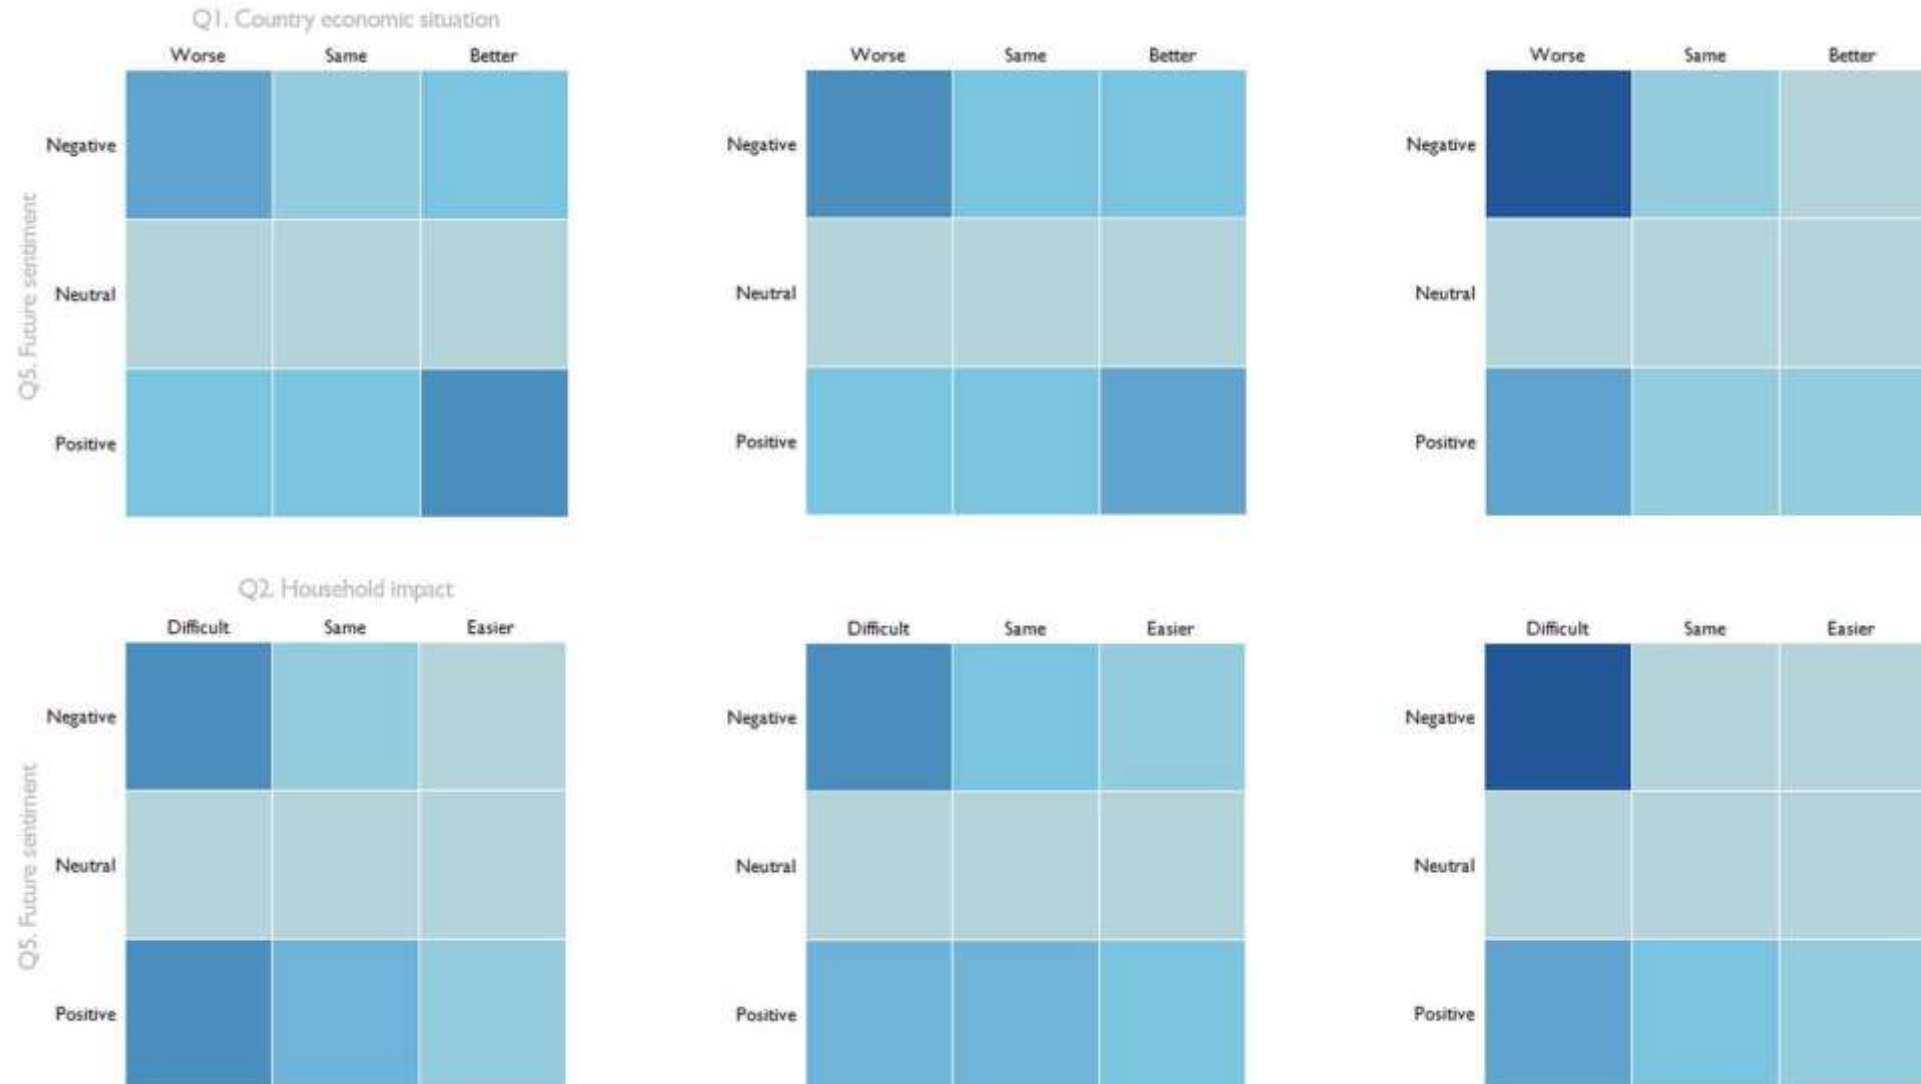 Q1. Country economic situation
Worse Same Better
Worse Same Better
Worse Same Better
Q5. Future sentiment
Negative
Negative
Negative
Neutral
Neutral
Neutral
Positive
Positive
Positive
Q2. Household impact
Difficult Same Easier
Difficult Same Easier
Difficult Same Easier
Q5. Future sentiment
Negative
Negative
Negative
Neutral
Neutral
Neutral
Positive
Positive
Positive